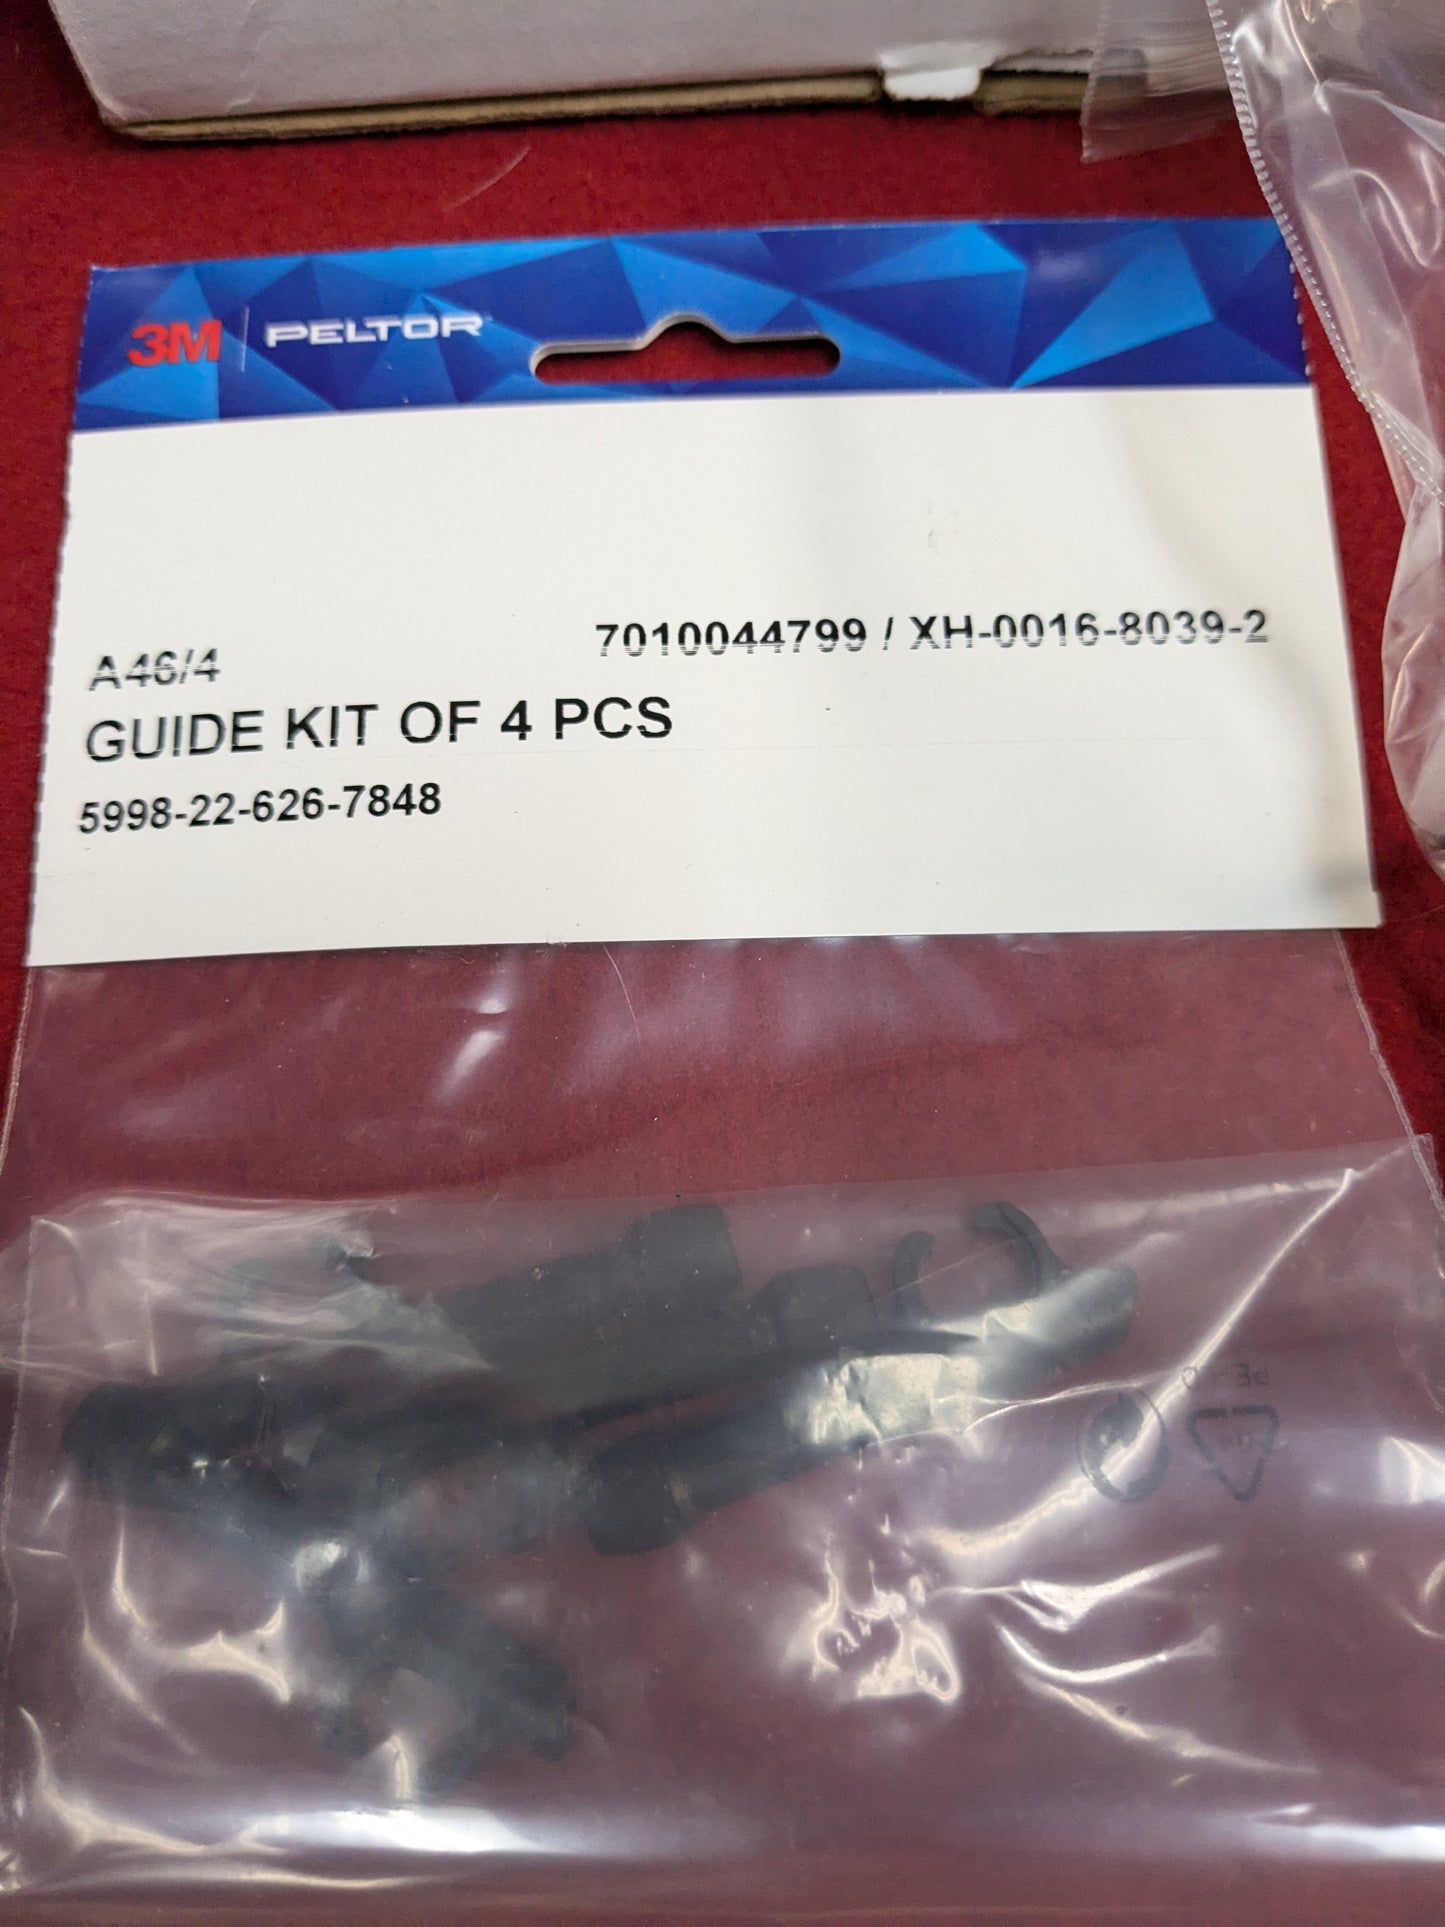 3M | PELTOR
7010044799 / XH-0016-8039-2
A46/4
GUIDE KIT OF 4 PCS
5998-22-626-7848